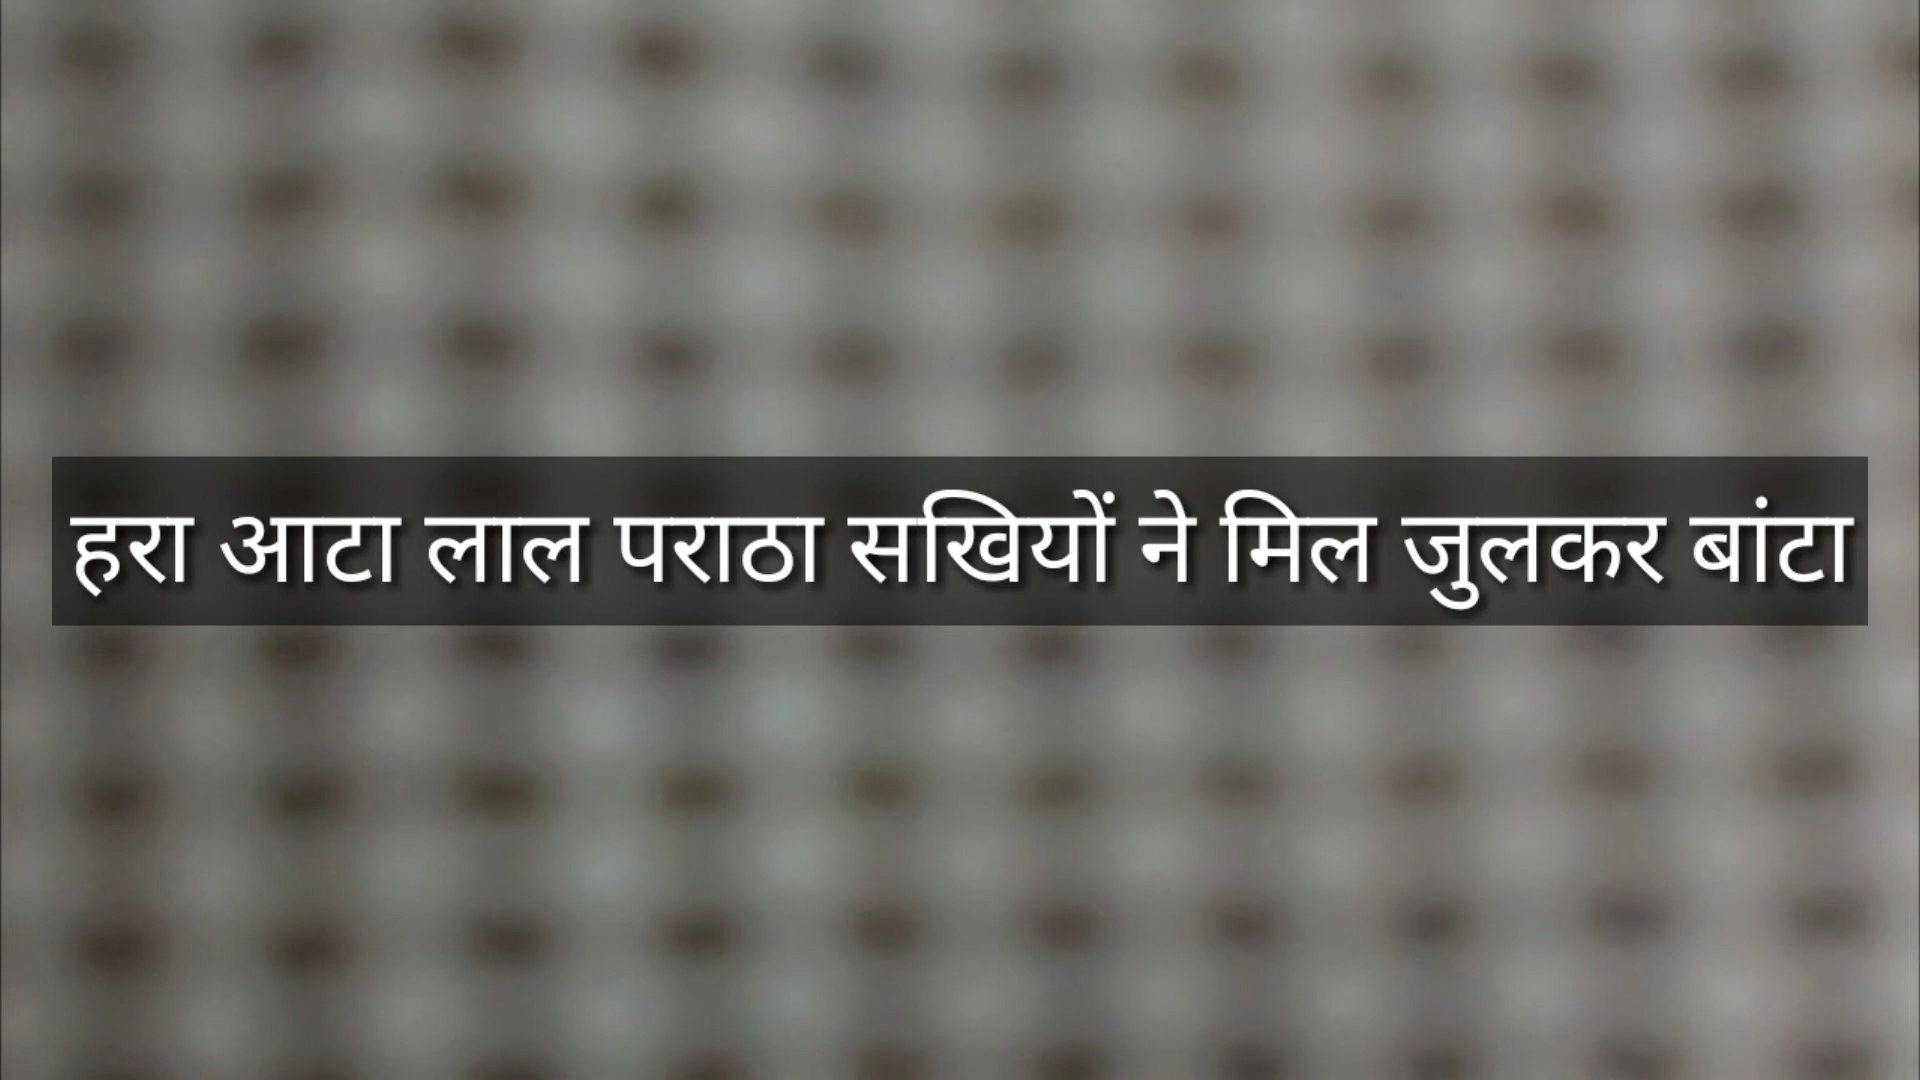 हरा आटा लाल पराठा सखियों ने मिल जुलकर बांटा